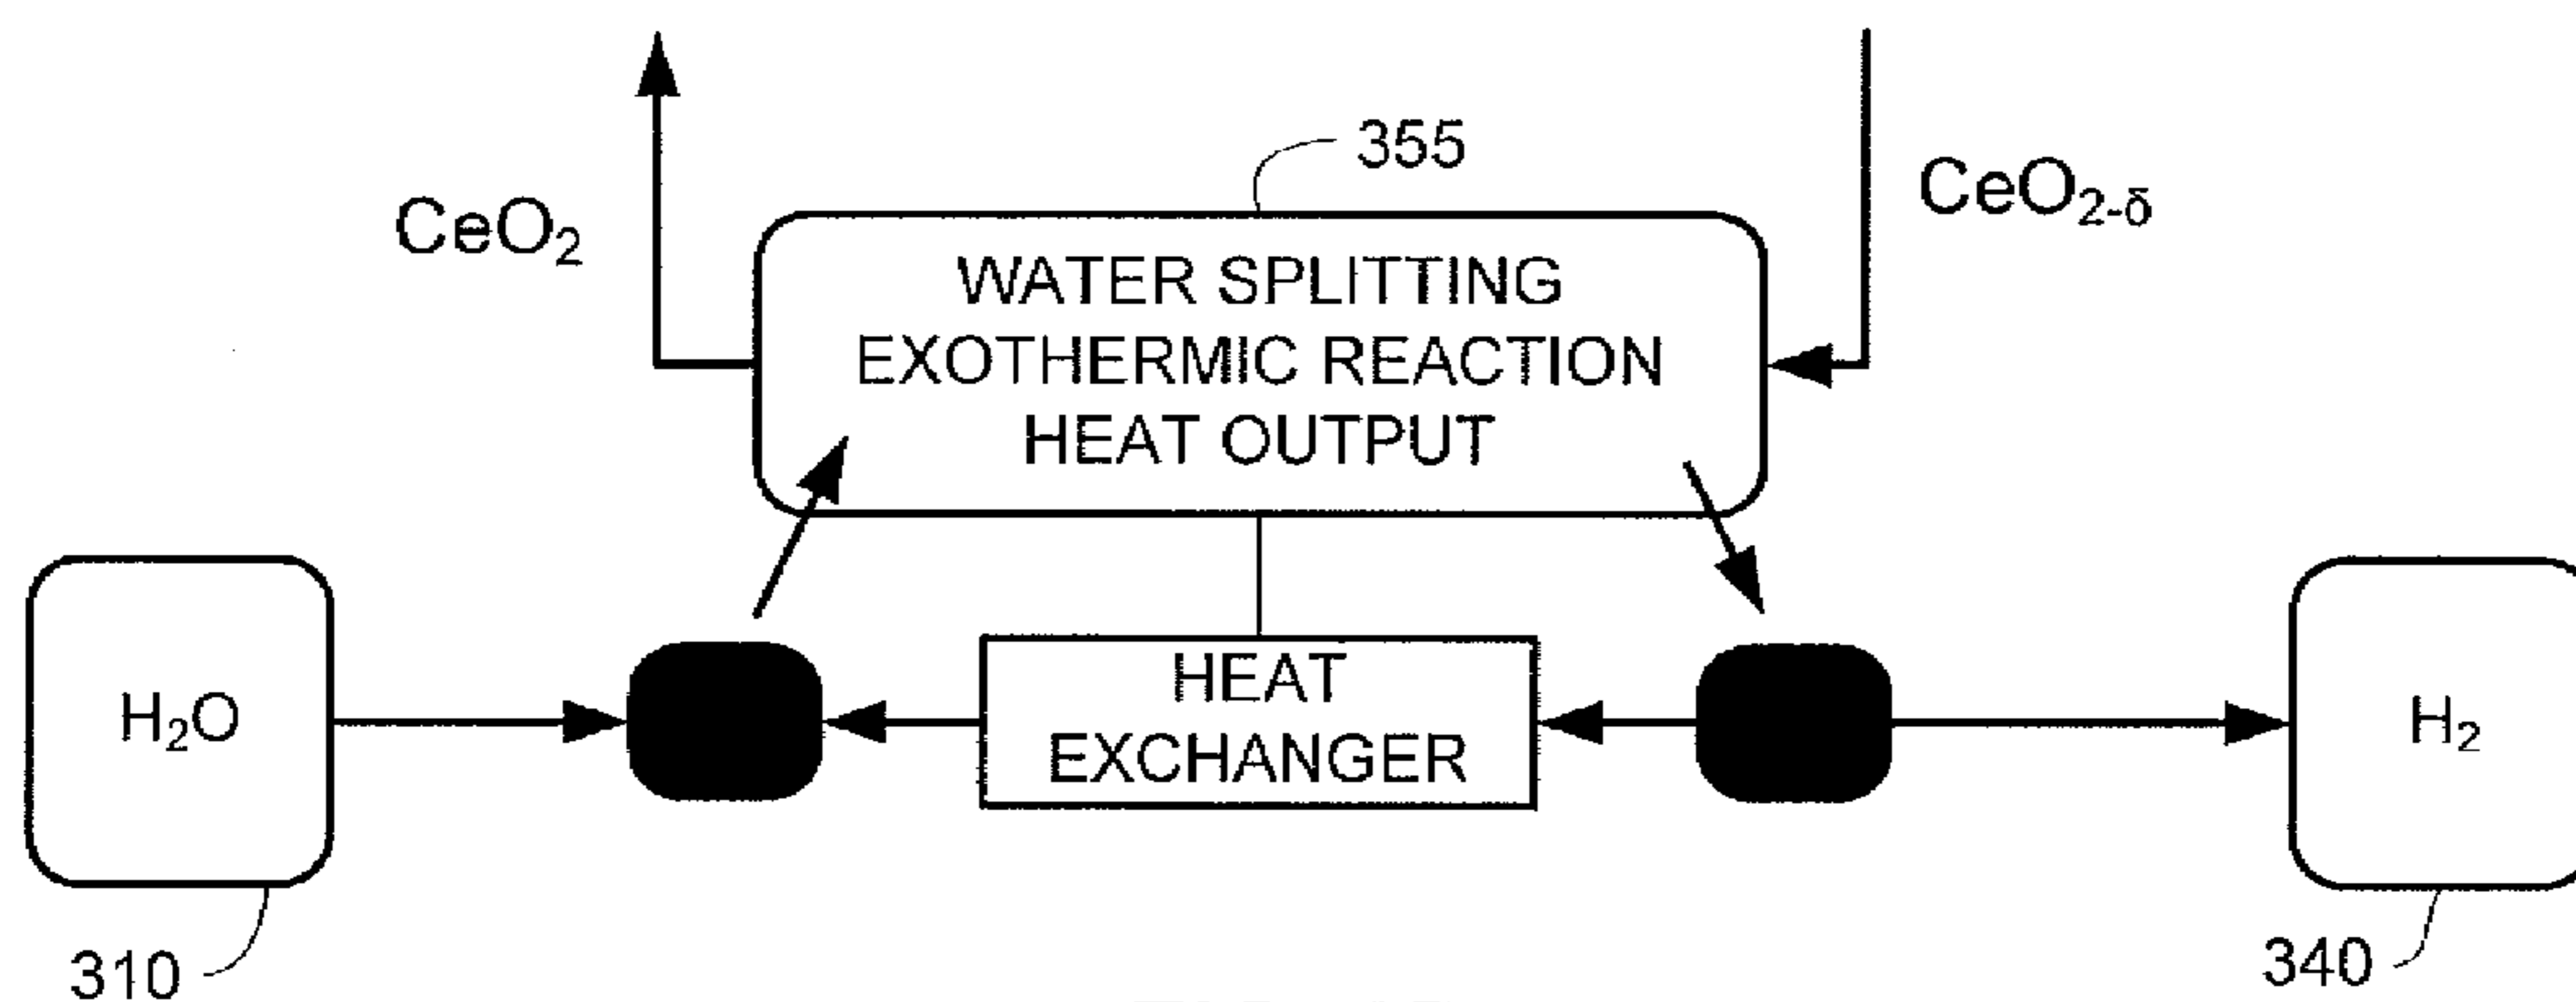 355
CeO₂
CeO₂₋δ
WATER SPLITTING
EXOTHERMIC REACTION
HEAT OUTPUT
H₂O
HEAT
EXCHANGER
H₂
310
340